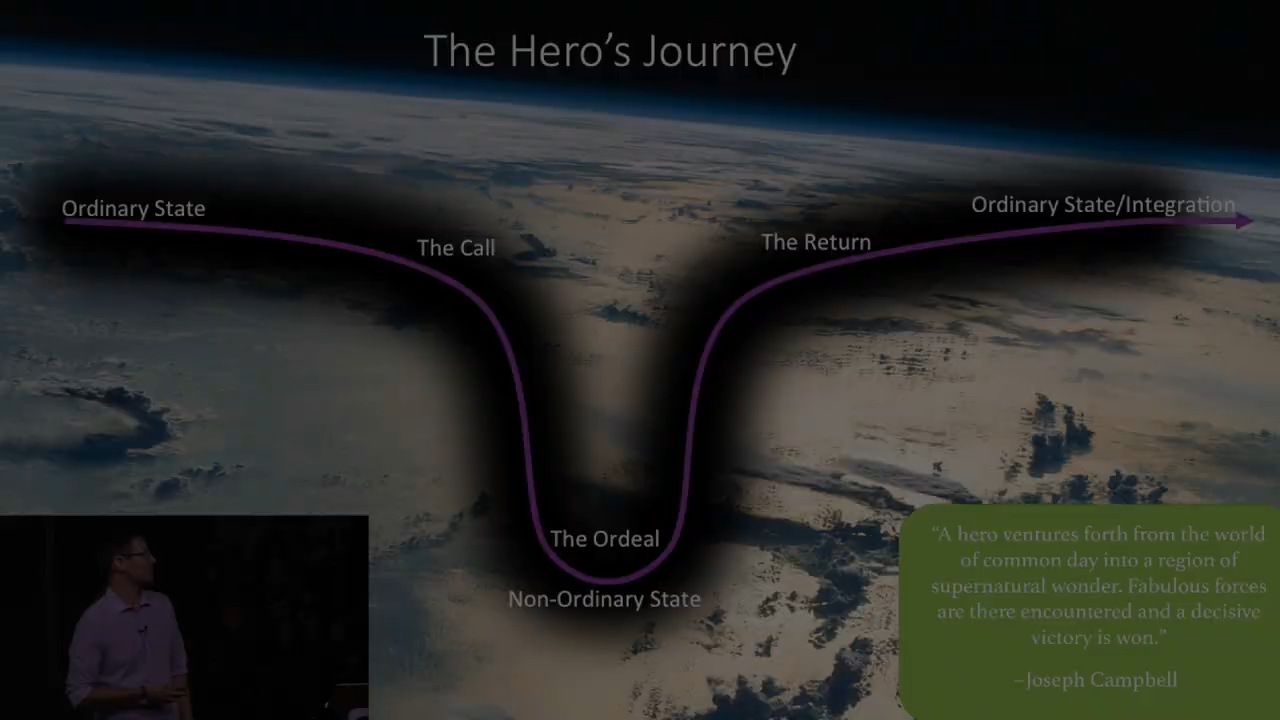 The Hero’s Journey
Ordinary State
Ordinary State/Integration
The Call
The Return
The Ordeal
Non-Ordinary State
“A hero ventures forth from the world
of common day into a region of
supernatural wonder. Fabulous forces
are there encountered and a decisive
victory is won.”
–Joseph Campbell